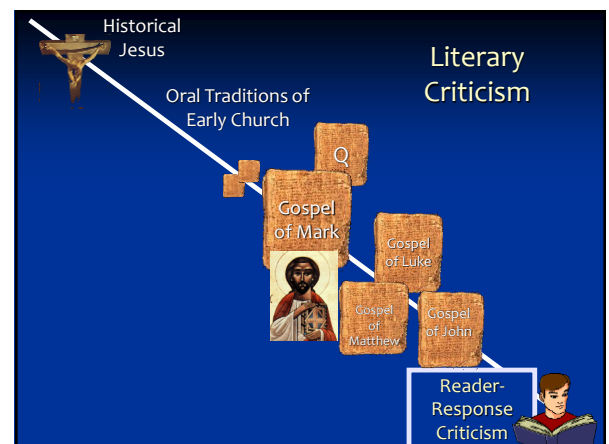 Historical
Jesus
Literary
Criticism
Oral Traditions of
Early Church
Q
Gospel
of Mark
Gospel
of Luke
Gospel
of
Matthew
Gospel
of John
Reader-
Response
Criticism